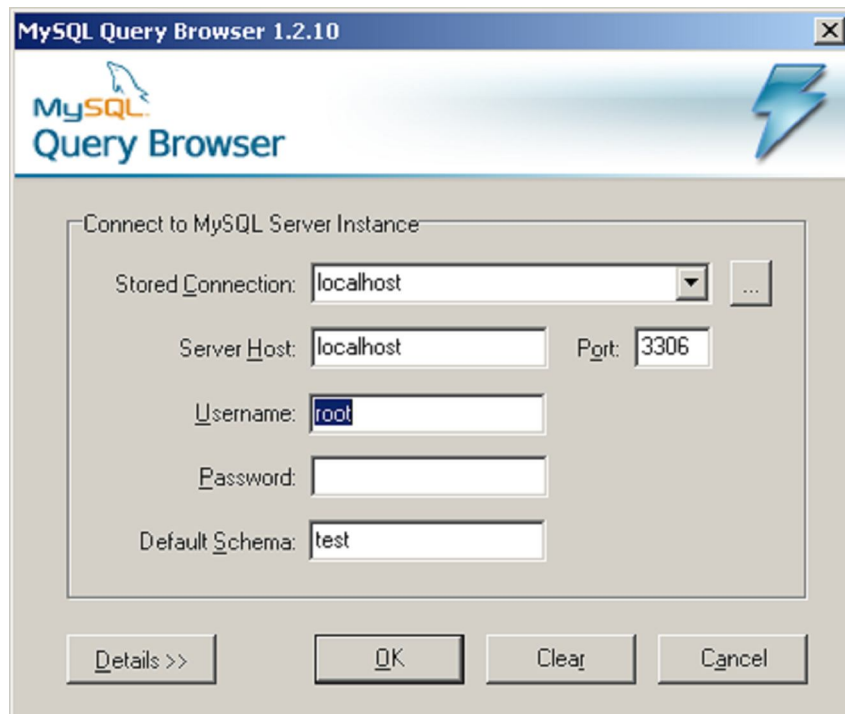 MySQL Query Browser 1.2.10
MySQL
Query Browser
Connect to MySQL Server Instance
Stored Connection: localhost ...
Server Host: localhost Port: 3306
Username: root
Password:
Default Schema: test
Details >> OK Clear Cancel